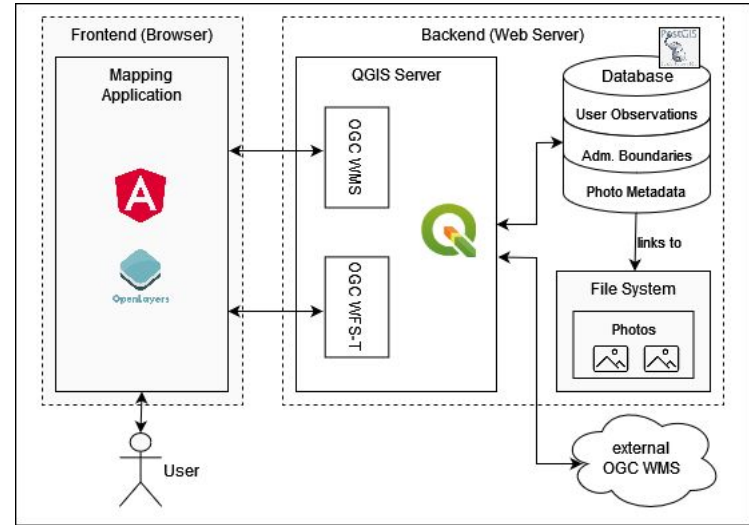 Frontend (Browser)
Mapping
Application
OpenLayers
User
Backend (Web Server)
QGIS Server
OGC WMS
OGC WFS-T
PostGIS
Database
User Observations
Adm. Boundaries
Photo Metadata
links to
File System
Photos
external
OGC WMS